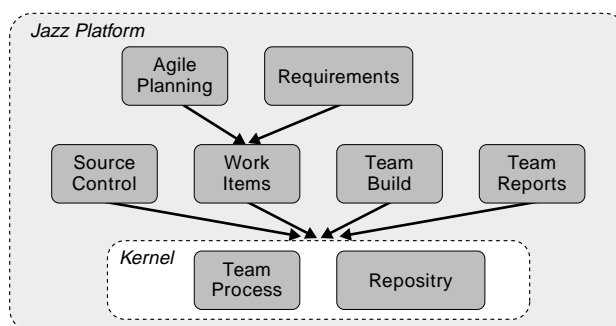 Jazz Platform
Agile
Planning
Requirements
Source
Control
Work
Items
Team
Build
Team
Reports
Kernel
Team
Process
Repositry